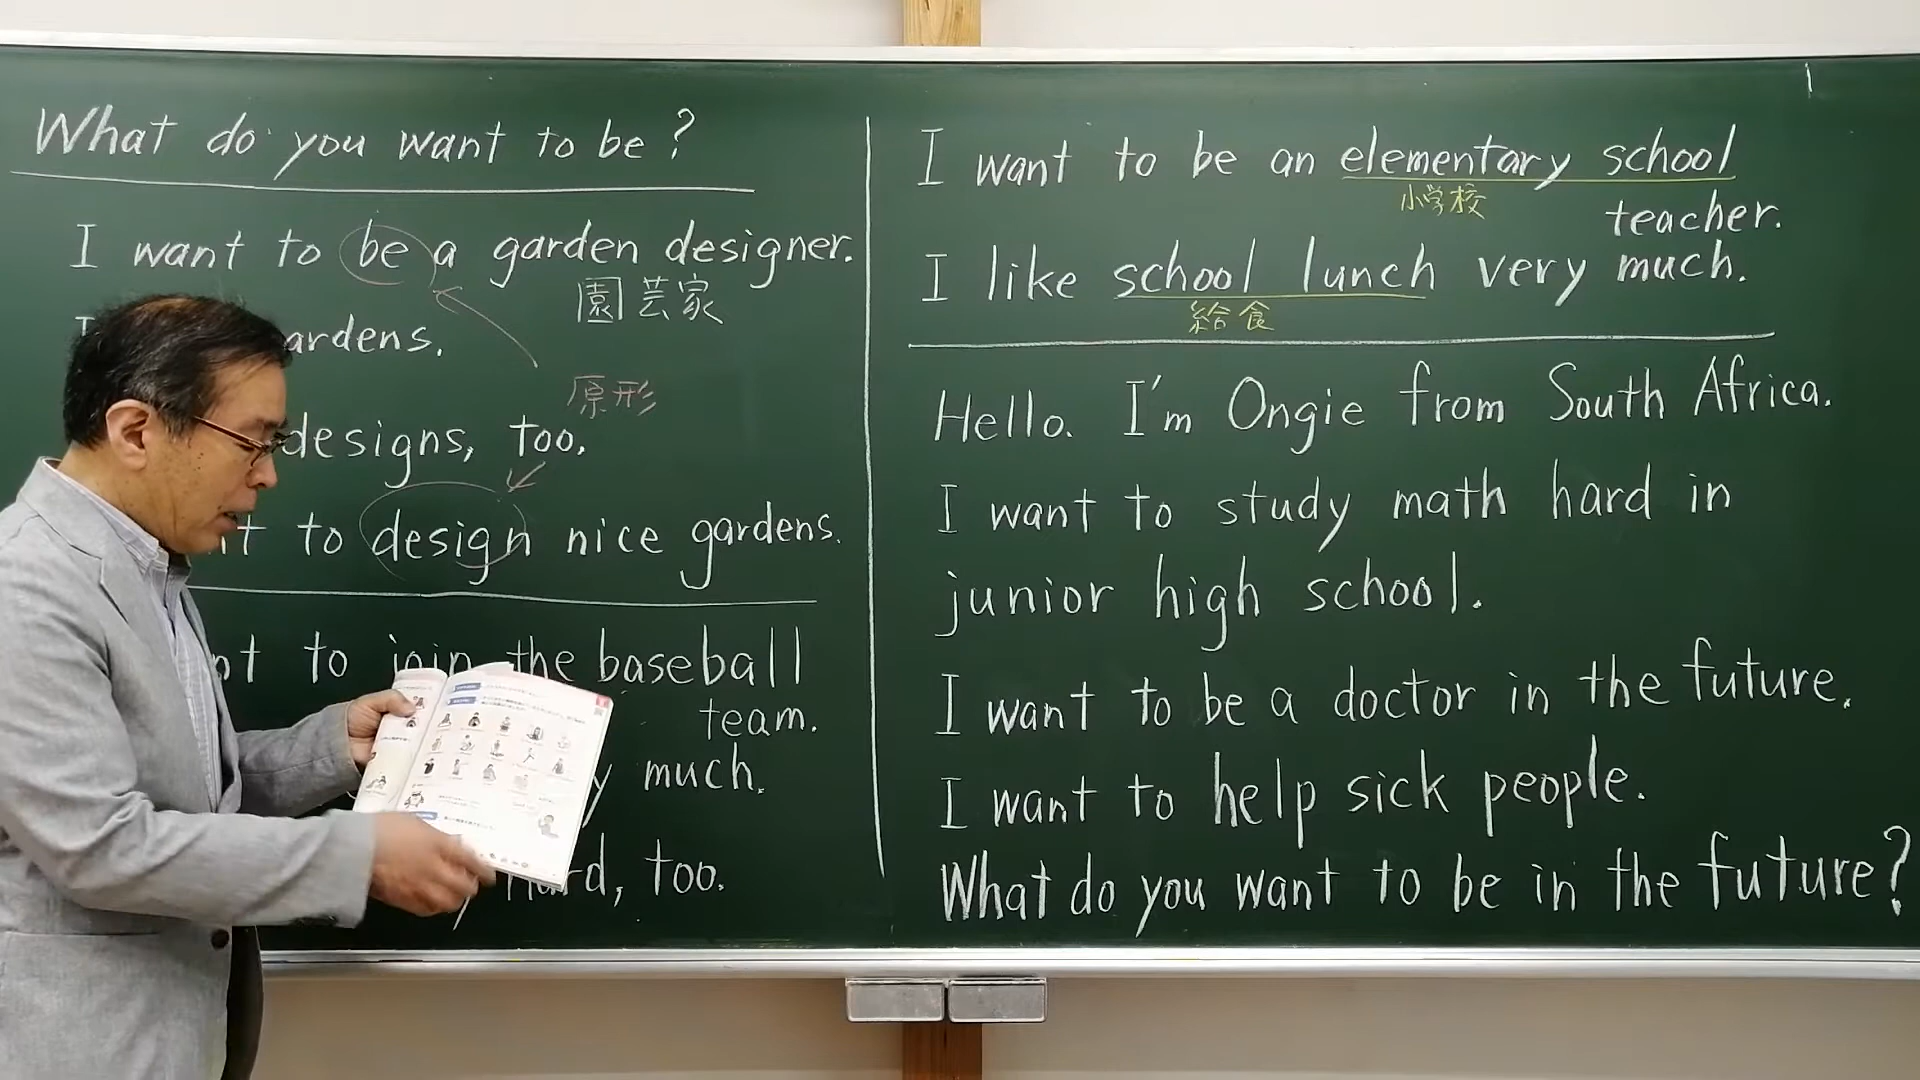 What do you want to be?
I want to be a garden designer.
園芸家
ardens.
原形
designs, too.
to design nice gardens.
to join the baseball
team.
much.
hard, too.
I want to be an elementary school
小学校
teacher.
I like school lunch very much.
給食
Hello. I'm Ongie from South Africa.
I want to study math hard in
junior high school.
I want to be a doctor in the future.
I want to help sick people.
What do you want to be in the future?